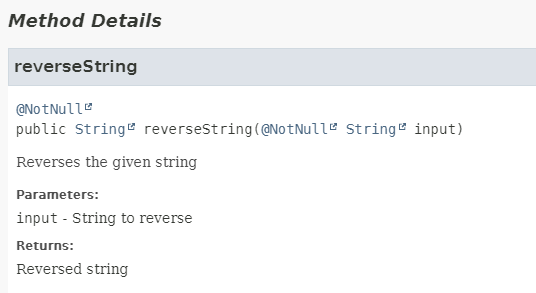 Method Details
reverseString
@NotNull
public String reverseString(@NotNull String input)
Reverses the given string
Parameters:
input - String to reverse
Returns:
Reversed string